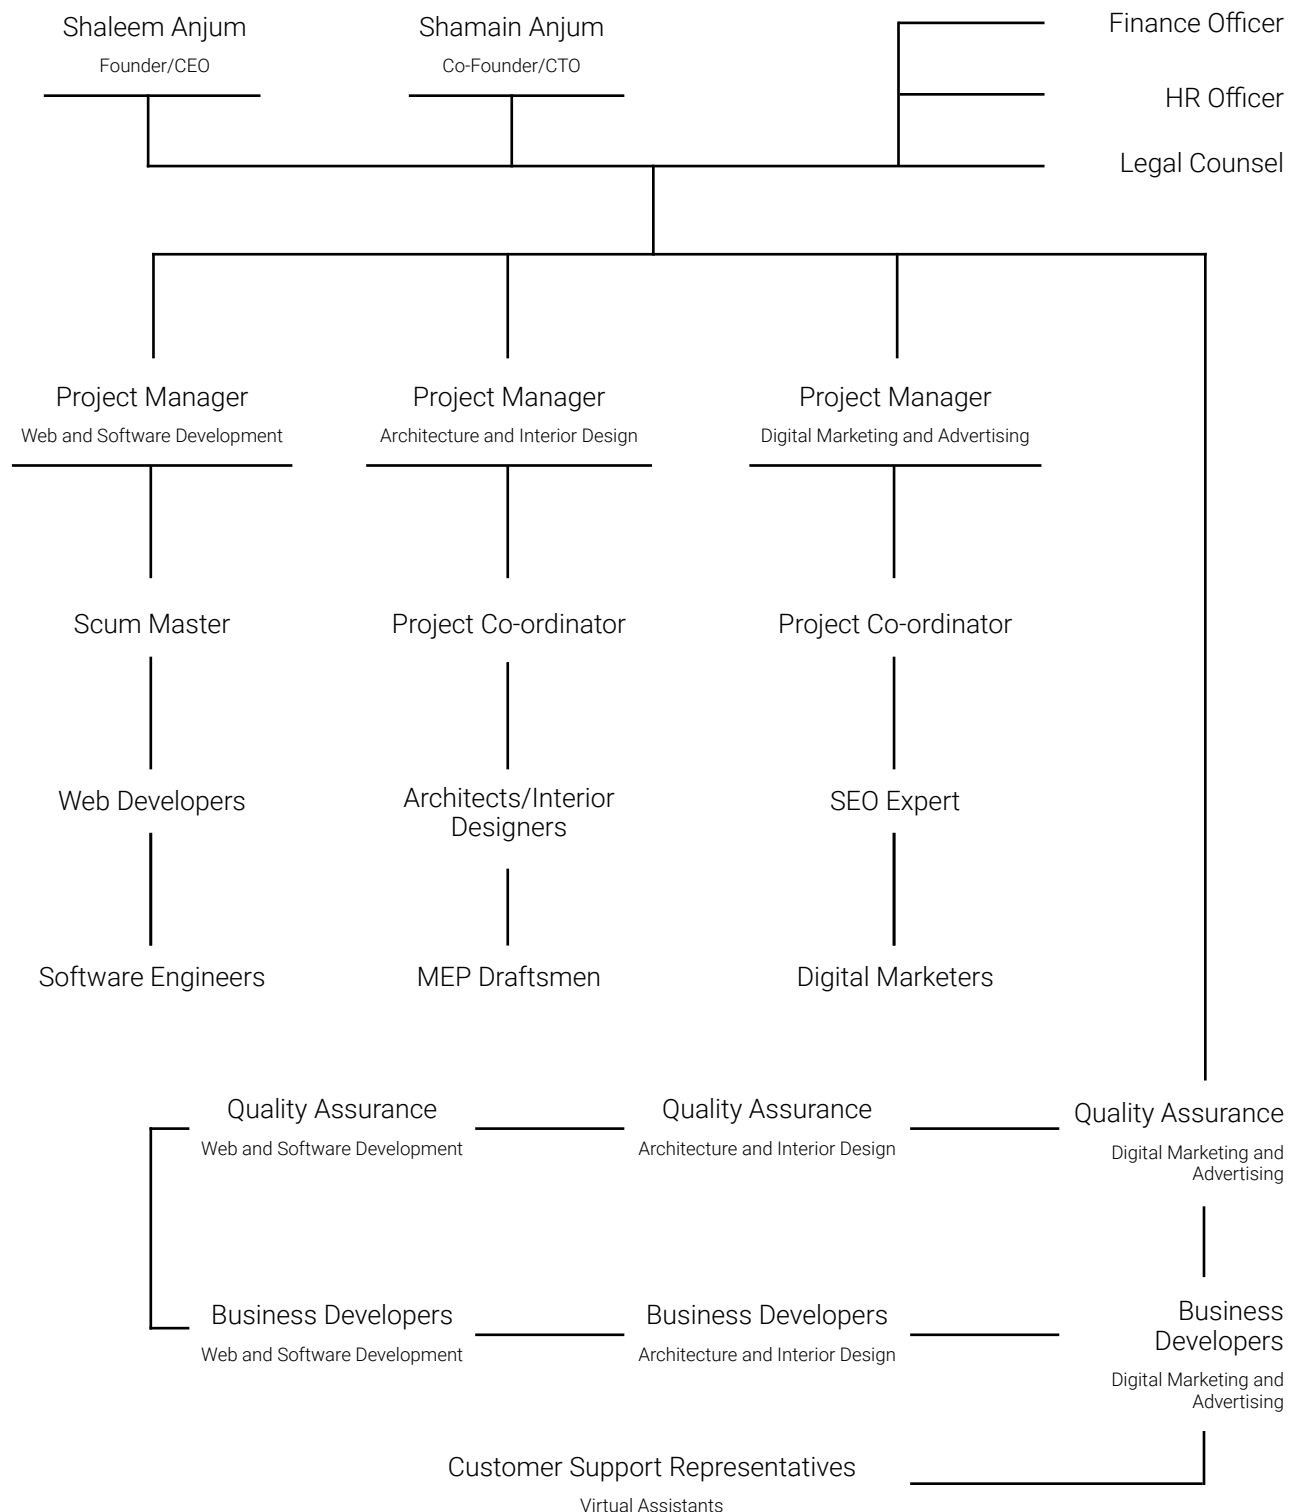 Shaleem Anjum
Founder/CEO
Shamain Anjum
Co-Founder/CTO
Finance Officer
HR Officer
Legal Counsel
Project Manager
Web and Software Development
Project Manager
Architecture and Interior Design
Project Manager
Digital Marketing and Advertising
Scum Master
Project Co-ordinator
Project Co-ordinator
Web Developers
Architects/Interior
Designers
SEO Expert
Software Engineers
MEP Draftsmen
Digital Marketers
Quality Assurance
Web and Software Development
Quality Assurance
Architecture and Interior Design
Quality Assurance
Digital Marketing and
Advertising
Business Developers
Web and Software Development
Business Developers
Architecture and Interior Design
Business
Developers
Digital Marketing and
Advertising
Customer Support Representatives
Virtual Assistants